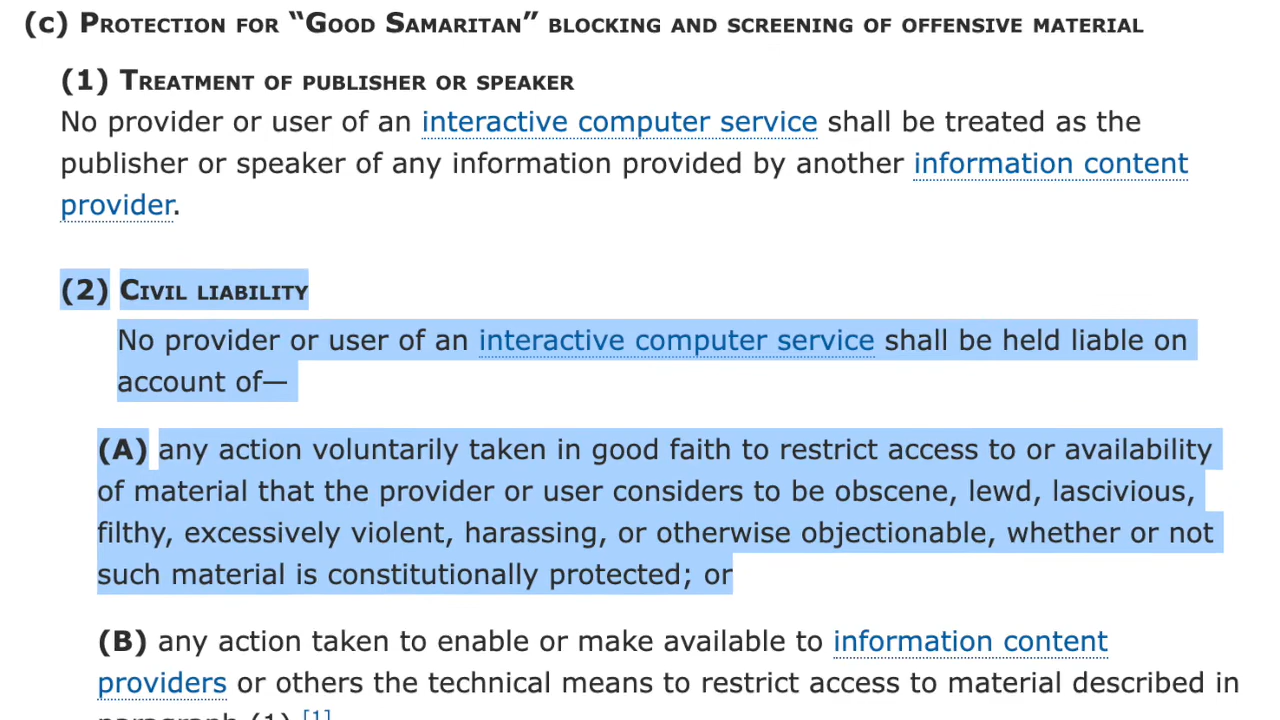 (c) Protection for “Good Samaritan” blocking and screening of offensive material
(1) Treatment of publisher or speaker
No provider or user of an interactive computer service shall be treated as the
publisher or speaker of any information provided by another information content
provider.
(2) Civil liability
No provider or user of an interactive computer service shall be held liable on
account of—
(A) any action voluntarily taken in good faith to restrict access to or availability
of material that the provider or user considers to be obscene, lewd, lascivious,
filthy, excessively violent, harassing, or otherwise objectionable, whether or not
such material is constitutionally protected; or
(B) any action taken to enable or make available to information content
providers or others the technical means to restrict access to material described in
paragraph (1).[1]